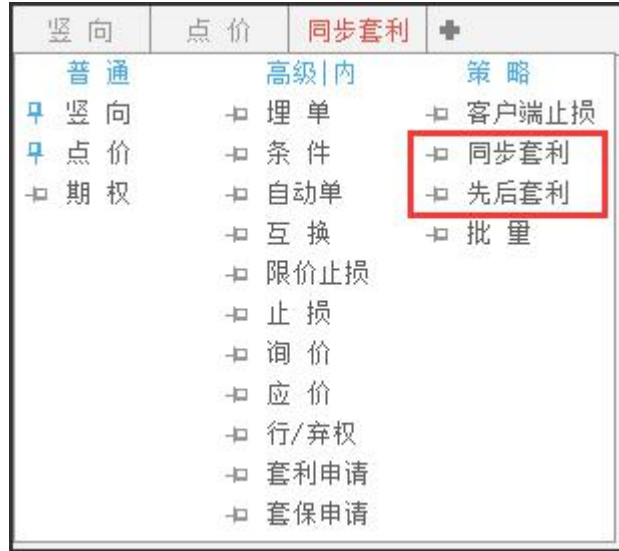 竖 向 点 价 同步套利
普 通 高级|内 策 略
竖 向 埋 单 客户端止损
点 价 条 件 同步套利
期 权 自动单 先后套利
互 换 批 量
限价止损
止 损
询 价
应 价
行/弃权
套利申请
套保申请